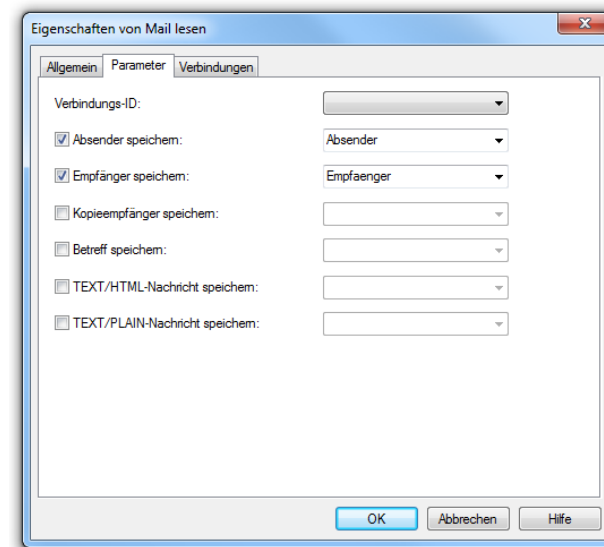 Eigenschaften von Mail lesen
Allgemein Parameter Verbindungen
Verbindungs-ID:
Absender speichern: Absender
Empfänger speichern: Empfaenger
Kopieempfänger speichern:
Betreff speichern:
TEXT/HTML-Nachricht speichern:
TEXT/PLAIN-Nachricht speichern:
OK Abbrechen Hilfe